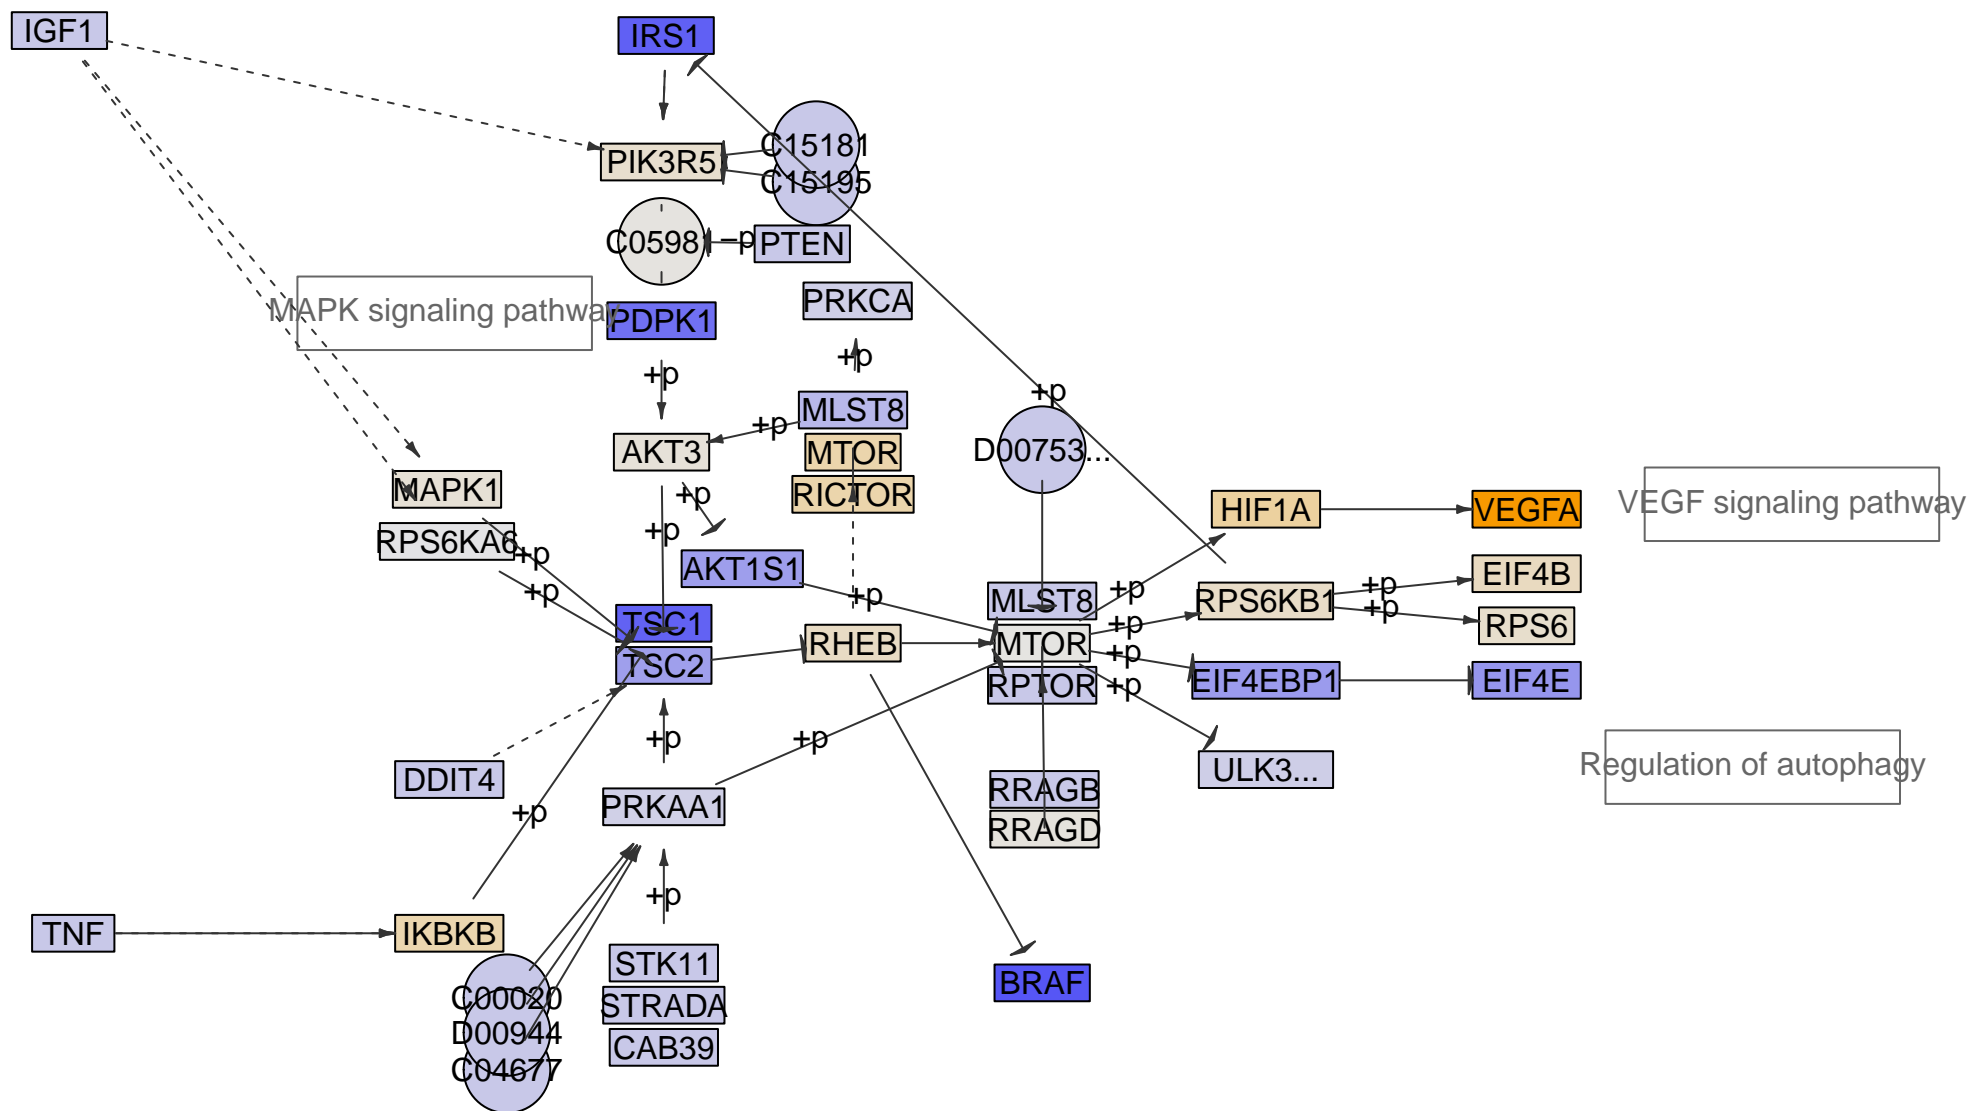 IGF1
IRS1
C15181
PIK3R5
C15195
C0598
–p
PTEN
PRKCA
MAPK signaling pathway
PDPK1
+p
+p
+p
MLST8
+p
AKT3
MTOR
D00753...
MAPK1
RICTOR
+p
HIF1A
VEGFA
VEGF signaling pathway
+p
RPS6KA6
+p
AKT1S1
EIF4B
+p
+p
+p
+p
MLST8
RPS6KB1
+p
TSC1
+p
RPS6
RHEB
MTOR
TSC2
+p
RPTOR
+p
EIF4EBP1
EIF4E
+p
+p
DDIT4
ULK3...
Regulation of autophagy
RRAGB
PRKAA1
+p
RRAGD
+p
TNF
IKBKB
STK11
BRAF
C00020
STRADA
D00944
CAB39
C04677